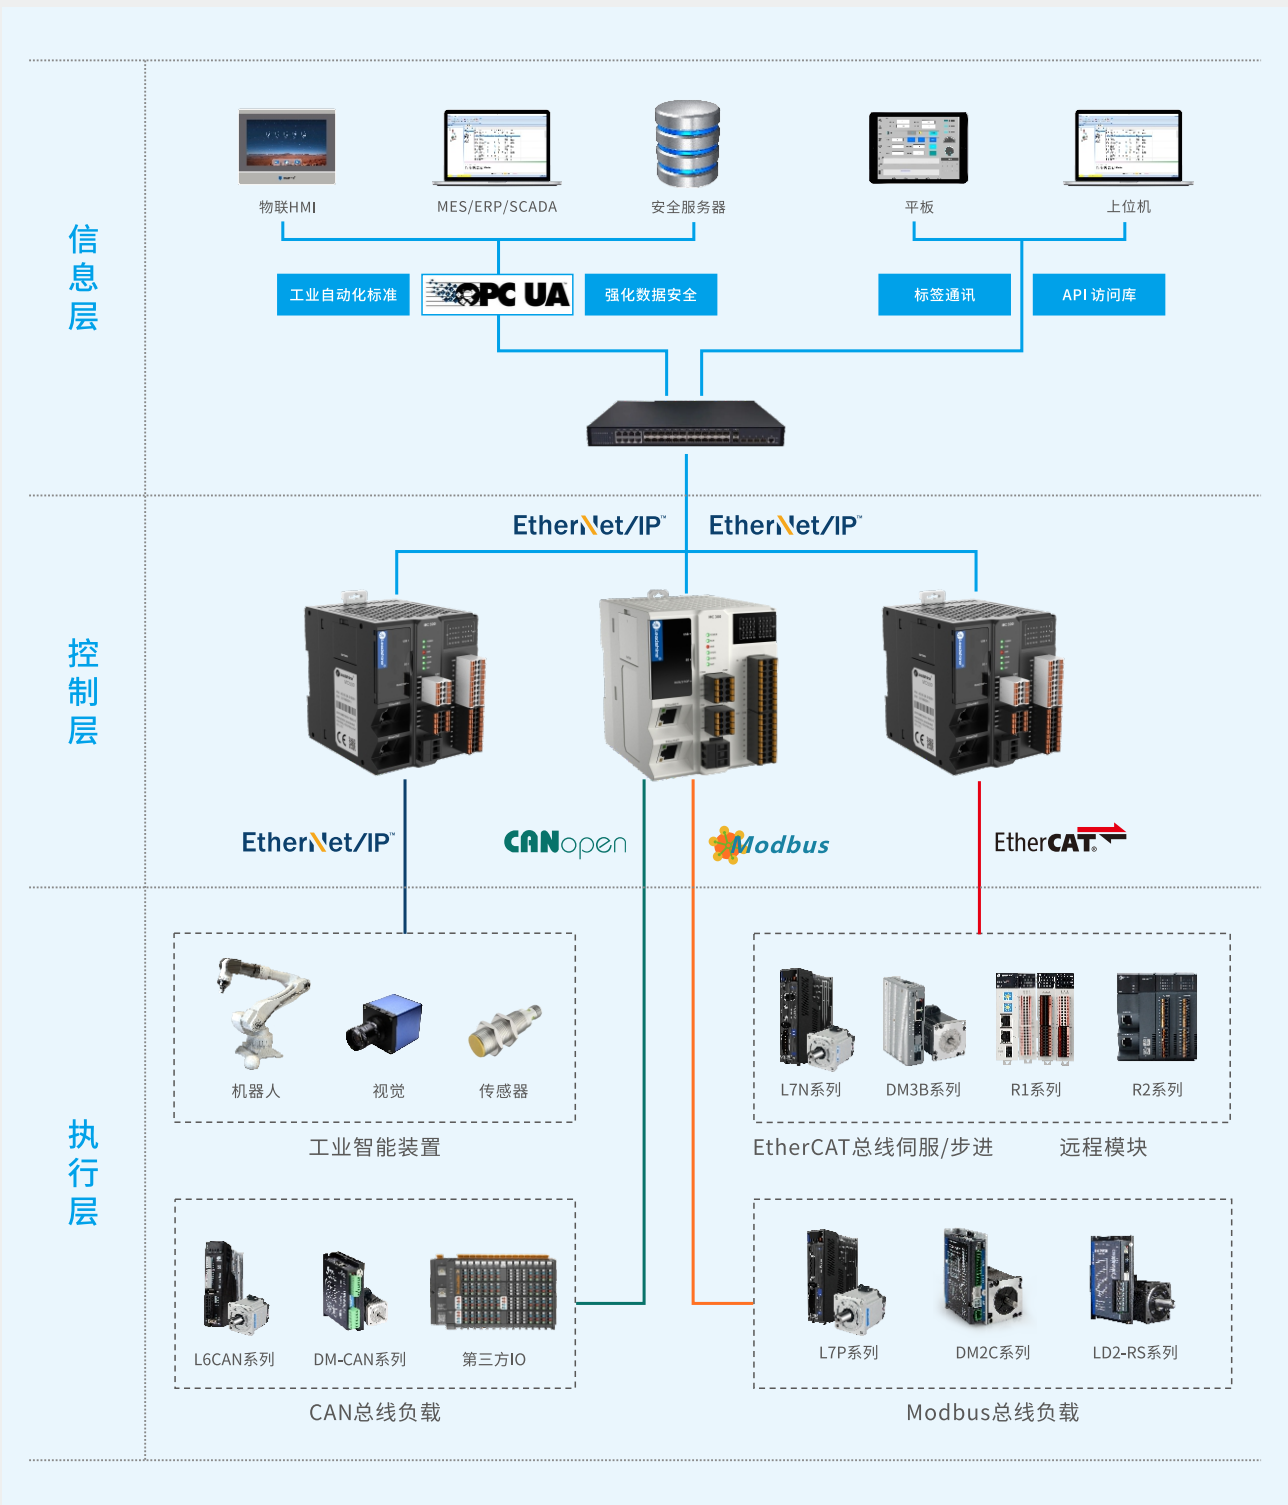 信息层
物联HMI
MES/ERP/SCADA
安全服务器
平板
上位机
工业自动化标准
OPC UA
强化数据安全
标签通讯
API 访问库
控制层
EtherNet/IP™
EtherNet/IP™
EtherNet/IP™
CANopen
Modbus
EtherCAT®
执行层
机器人
视觉
传感器
工业智能装置
L7N系列
DM3B系列
R1系列
R2系列
EtherCAT总线伺服/步进
远程模块
L6CAN系列
DM-CAN系列
第三方IO
CAN总线负载
L7P系列
DM2C系列
LD2-RS系列
Modbus总线负载